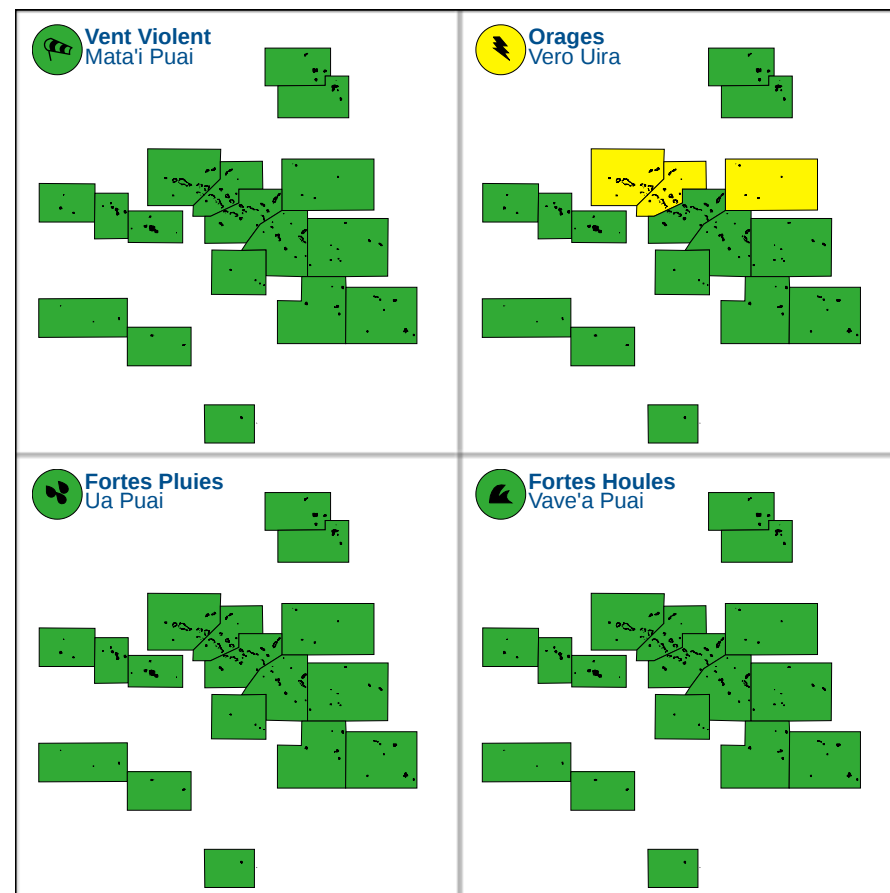 Vent Violent
Mata'i Puai
Orages
Vero Uira
Fortes Pluies
Ua Puai
Fortes Houles
Vave'a Puai